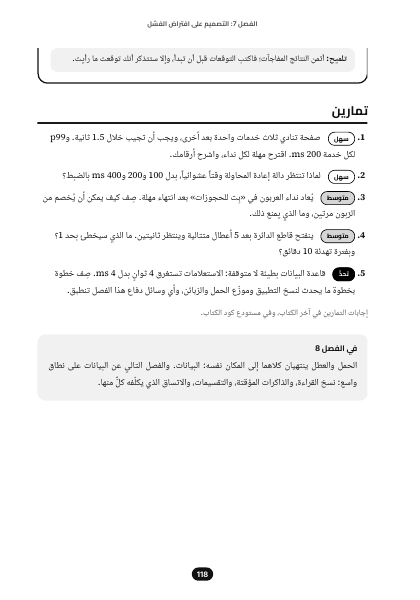 الفصل 7: التصميم على افتراض الفشل
تلميح: أثمن النتائج المفاجآت؛ فاكتب التوقعات قبل أن تبدأ، وإلا ستتذكر أنك توقعت ما رأيت.
تمارين
1. سهل صفحة تنادي ثلاث خدمات واحدة بعد أخرى، ويجب أن تجيب خلال 1.5 ثانية. وp99
لكل خدمة 200 ms. اقترح مهلة لكل نداء، واشرح أرقامك.
2. سهل لماذا تنتظر دالة إعادة المحاولة وقتاً عشوائياً، بدل 100 و200 و400 ms بالضبط؟
3. متوسط يُعاد نداء العربون في «بيت للحجوزات» بعد انتهاء مهلة. صِف كيف يمكن أن يُخصم من
الزبون مرتين، وما الذي يمنع ذلك.
4. متوسط ينفتح قاطع الدائرة بعد 5 أعطال متتالية وينتظر ثانيتين. ما الذي سيخطئ بحد 1؟
وبفترة تهدئة 10 دقائق؟
5. تحدٍّ قاعدة البيانات بطيئة لا متوقفة: الاستعلامات تستغرق 4 ثوانٍ بدل 4 ms. صِف خطوة
بخطوة ما يحدث لنسخ التطبيق وموزّع الحمل والزبائن، وأي وسائل دفاع هذا الفصل تنطبق.
إجابات التمارين في آخر الكتاب، وفي مستودع كود الكتاب.
في الفصل 8
الحمل والعطل ينتهيان كلاهما إلى المكان نفسه: البيانات. والفصل التالي عن البيانات على نطاق
واسع: نسخ القراءة، والذاكرات المؤقتة، والتقسيمات، والاتساق الذي يكلّفه كلٌّ منها.
118